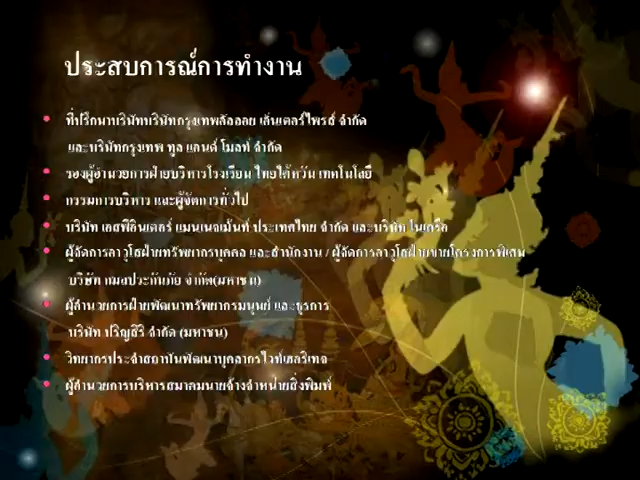 ประสบการณ์การทำงาน
• ที่ปรึกษาบริษัทบริษัทกรุงเทพลัลลอย เอ็นเตอร์ไพรส์ จำกัด
และบริษัทกรุงเทพ ทูล แอนด์ โมลท์ จำกัด
• รองผู้อำนวยการฝ่ายบริหารโรงเรียน ไทยไต้หวัน เทคโนโลยี
• กรรมการบริหาร และผู้จัดการทั่วไป
• บริษัท เอสพีอินเตอร์ แมนเนจเม้นท์ ประเทศไทย จำกัด และบริษัท ในเครือ
• ผู้จัดการอาวุโสฝ่ายทรัพยากรบุคคล และสำนักงาน / ผู้จัดการอาวุโสฝ่ายขายโครงการพิเศษ
บริษัท กมลประกันภัย จำกัด(มหาชน)
• ผู้อำนวยการฝ่ายพัฒนาทรัพยากรมนุษย์ และธุรการ
บริษัท ปริญสิริ จำกัด (มหาชน)
• วิทยากรประจำสถาบันพัฒนาบุคลากรไวท์เฮอริเทจ
• ผู้อำนวยการบริหารสมาคมนายจ้างจำหน่ายสิ่งพิมพ์